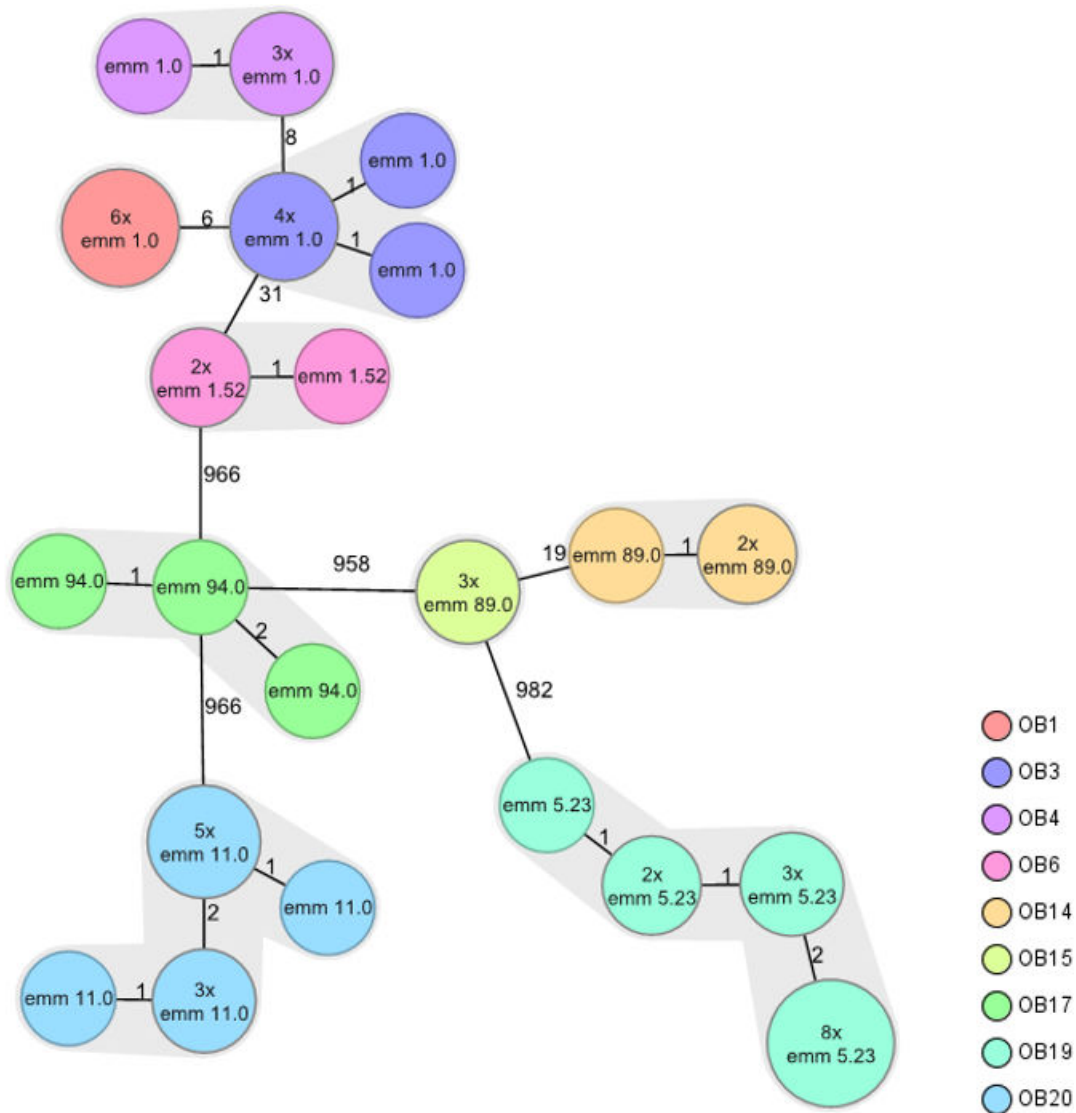 emm 1.0
1
3x
emm 1.0
8
emm 1.0
1
6x
emm 1.0
6
4x
emm 1.0
1
emm 1.0
31
2x
emm 1.52
1
emm 1.52
966
emm 94.0
1
emm 94.0
958
3x
emm 89.0
19
emm 89.0
1
2x
emm 89.0
2
emm 94.0
966
982
5x
emm 11.0
1
emm 11.0
2
emm 11.0
1
3x
emm 11.0
emm 5.23
1
2x
emm 5.23
1
3x
emm 5.23
2
8x
emm 5.23
OB1
OB3
OB4
OB6
OB14
OB15
OB17
OB19
OB20